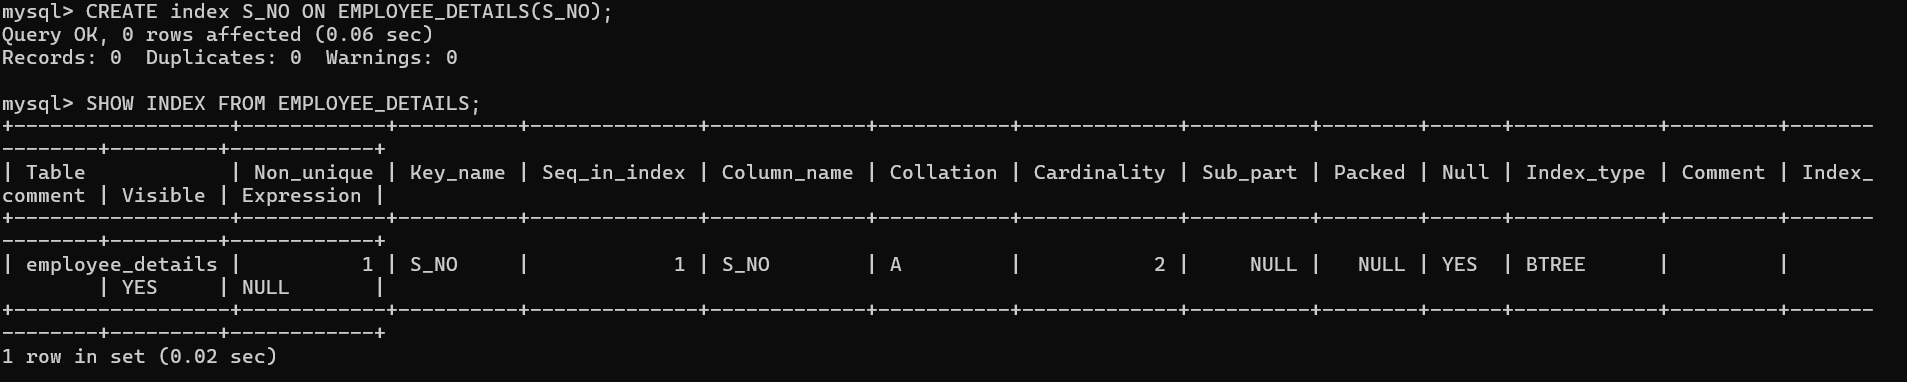 mysql> CREATE index S_NO ON EMPLOYEE_DETAILS(S_NO);
Query OK, 0 rows affected (0.06 sec)
Records: 0  Duplicates: 0  Warnings: 0

mysql> SHOW INDEX FROM EMPLOYEE_DETAILS;
+------------------+------------+----------+--------------+-------------+-----------+-------------+----------+--------+------+------------+---------+-------
--------+---------+------------+
| Table            | Non_unique | Key_name | Seq_in_index | Column_name | Collation | Cardinality | Sub_part | Packed | Null | Index_type | Comment | Index_
comment | Visible | Expression |
+------------------+------------+----------+--------------+-------------+-----------+-------------+----------+--------+------+------------+---------+-------
--------+---------+------------+
| employee_details |          1 | S_NO     |            1 | S_NO        | A         |           2 |     NULL |   NULL | YES  | BTREE      |         |
        | YES     | NULL       |
+------------------+------------+----------+--------------+-------------+-----------+-------------+----------+--------+------+------------+---------+-------
--------+---------+------------+
1 row in set (0.02 sec)